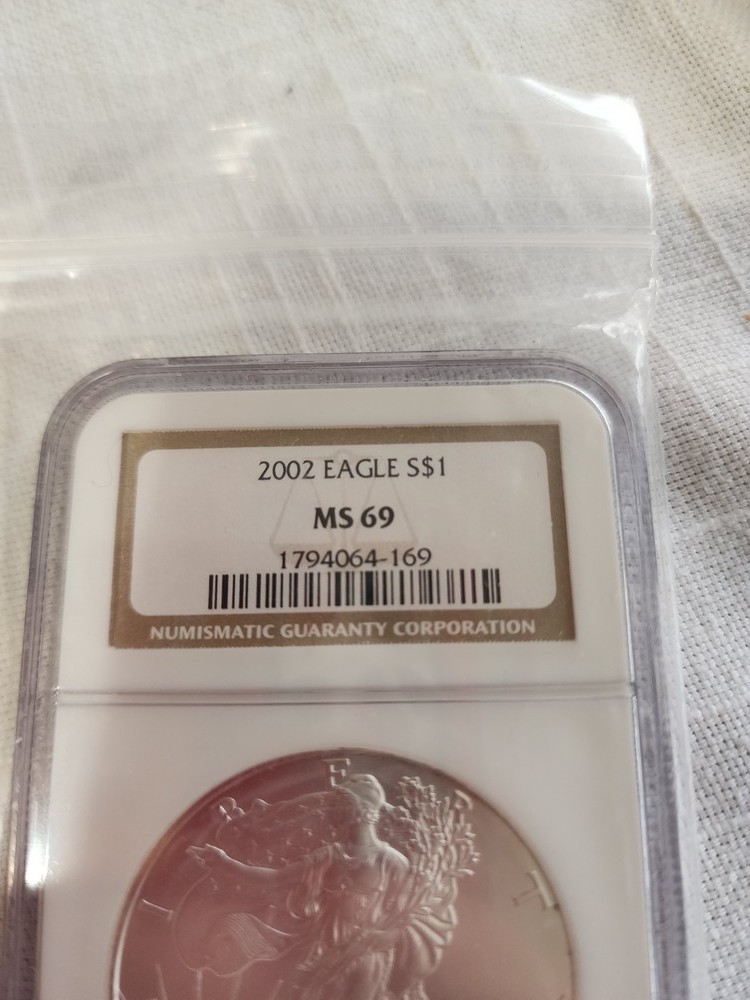 2002 EAGLE S$1
MS 69
1794064-169
NUMISMATIC GUARANTY CORPORATION
I B E R T